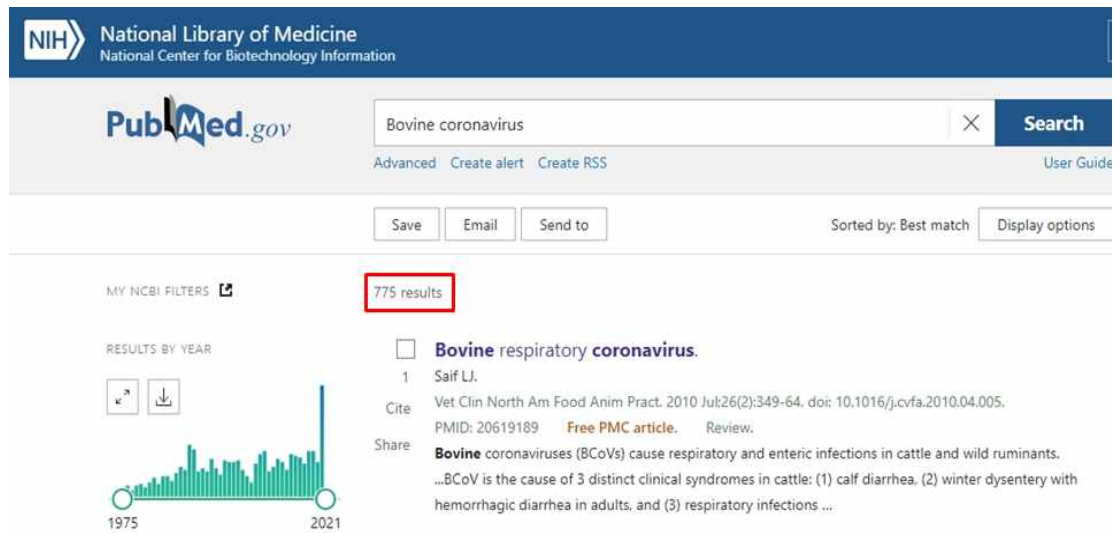 NIH
National Library of Medicine
National Center for Biotechnology Information
PubMed.gov
Bovine coronavirus
Search
Advanced Create alert Create RSS
User Guide
Save Email Send to
Sorted by: Best match
Display options
MY NCBI FILTERS
775 results
RESULTS BY YEAR
1975 2021
1
Cite
Share
Bovine respiratory coronavirus.
Saif LJ.
Vet Clin North Am Food Anim Pract. 2010 Jul;26(2):349-64. doi: 10.1016/j.cvfa.2010.04.005.
PMID: 20619189 Free PMC article. Review.
Bovine coronaviruses (BCoVs) cause respiratory and enteric infections in cattle and wild ruminants.
...BCoV is the cause of 3 distinct clinical syndromes in cattle: (1) calf diarrhea, (2) winter dysentery with
hemorrhagic diarrhea in adults, and (3) respiratory infections ...